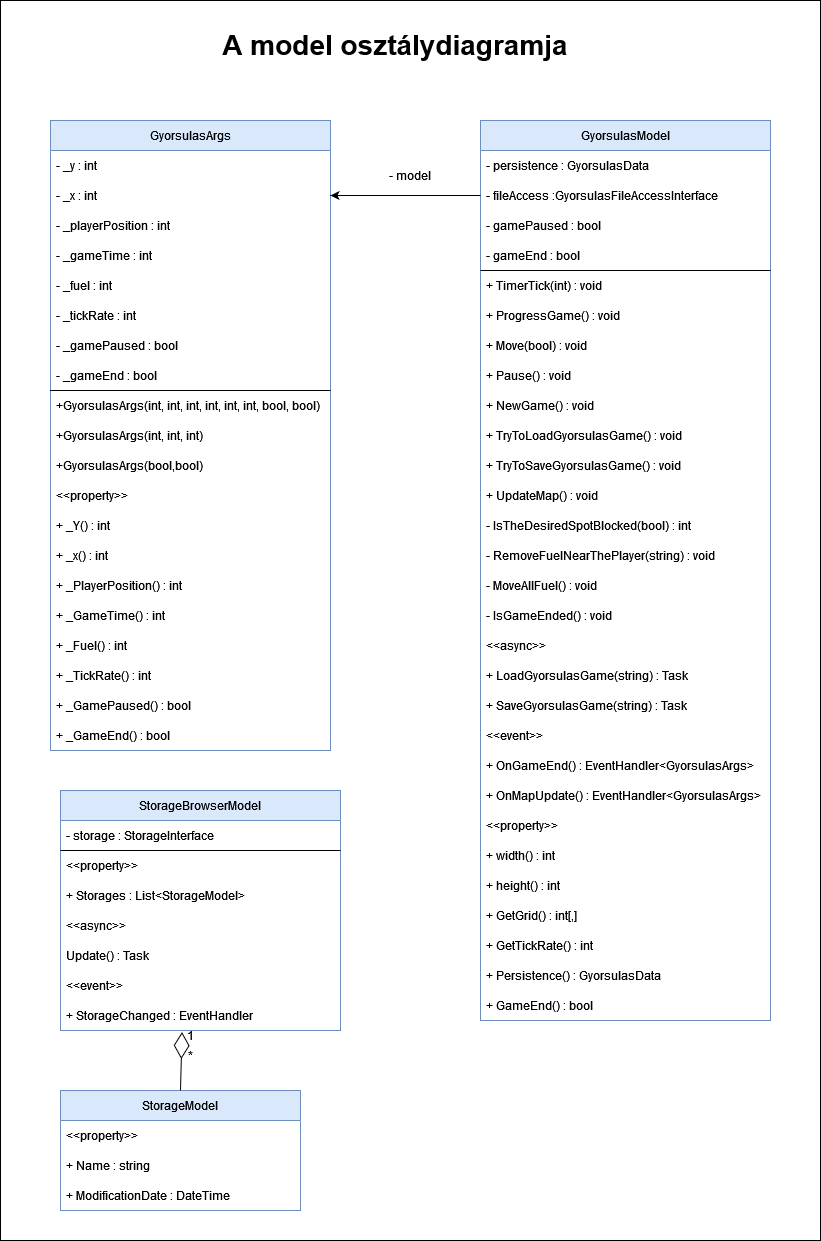 A model osztálydiagramja
GyorsulasArgs
- _y : int
- _x : int
- _playerPosition : int
- _gameTime : int
- _fuel : int
- _tickRate : int
- _gamePaused : bool
- _gameEnd : bool
+GyorsulasArgs(int, int, int, int, int, int, bool, bool)
+GyorsulasArgs(int, int, int)
+GyorsulasArgs(bool,bool)
<<property>>
+ _Y() : int
+ _x() : int
+ _PlayerPosition() : int
+ _GameTime() : int
+ _Fuel() : int
+ _TickRate() : int
+ _GamePaused() : bool
+ _GameEnd() : bool
- model
GyorsulasModel
- persistence : GyorsulasData
- fileAccess :GyorsulasFileAccessInterface
- gamePaused : bool
- gameEnd : bool
+ TimerTick(int) : void
+ ProgressGame() : void
+ Move(bool) : void
+ Pause() : void
+ NewGame() : void
+ TryToLoadGyorsulasGame() : void
+ TryToSaveGyorsulasGame() : void
+ UpdateMap() : void
- IsTheDesiredSpotBlocked(bool) : int
- RemoveFuelNearThePlayer(string) : void
- MoveAllFuel() : void
- IsGameEnded() : void
<<async>>
+ LoadGyorsulasGame(string) : Task
+ SaveGyorsulasGame(string) : Task
<<event>>
+ OnGameEnd() : EventHandler<GyorsulasArgs>
+ OnMapUpdate() : EventHandler<GyorsulasArgs>
<<property>>
+ width() : int
+ height() : int
+ GetGrid() : int[,]
+ GetTickRate() : int
+ Persistence() : GyorsulasData
+ GameEnd() : bool
StorageBrowserModel
- storage : StorageInterface
<<property>>
+ Storages : List<StorageModel>
<<async>>
Update() : Task
<<event>>
+ StorageChanged : EventHandler
1
*
StorageModel
<<property>>
+ Name : string
+ ModificationDate : DateTime